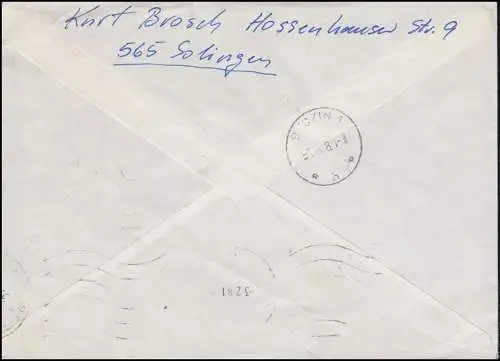 Kurt Brosch Hossenhauser Str. 9
565 Solingen